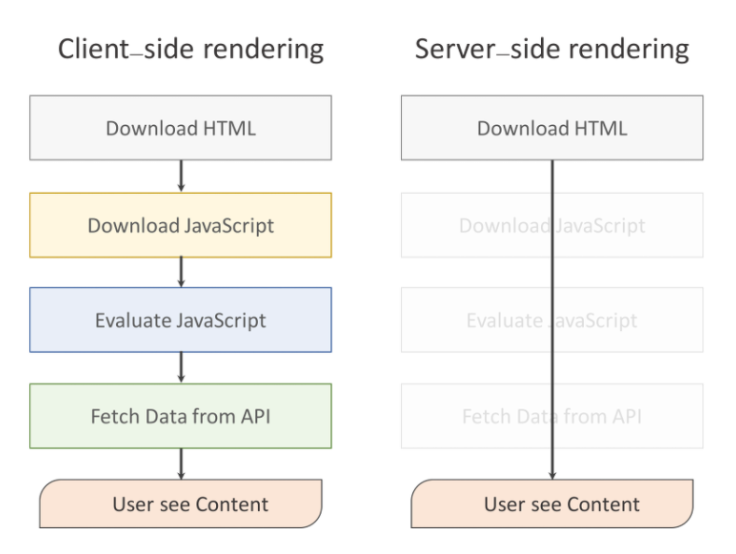 Client–side rendering
Server–side rendering
Download HTML
Download JavaScript
Evaluate JavaScript
Fetch Data from API
User see Content
Download HTML
Download JavaScript
Evaluate JavaScript
Fetch Data from API
User see Content